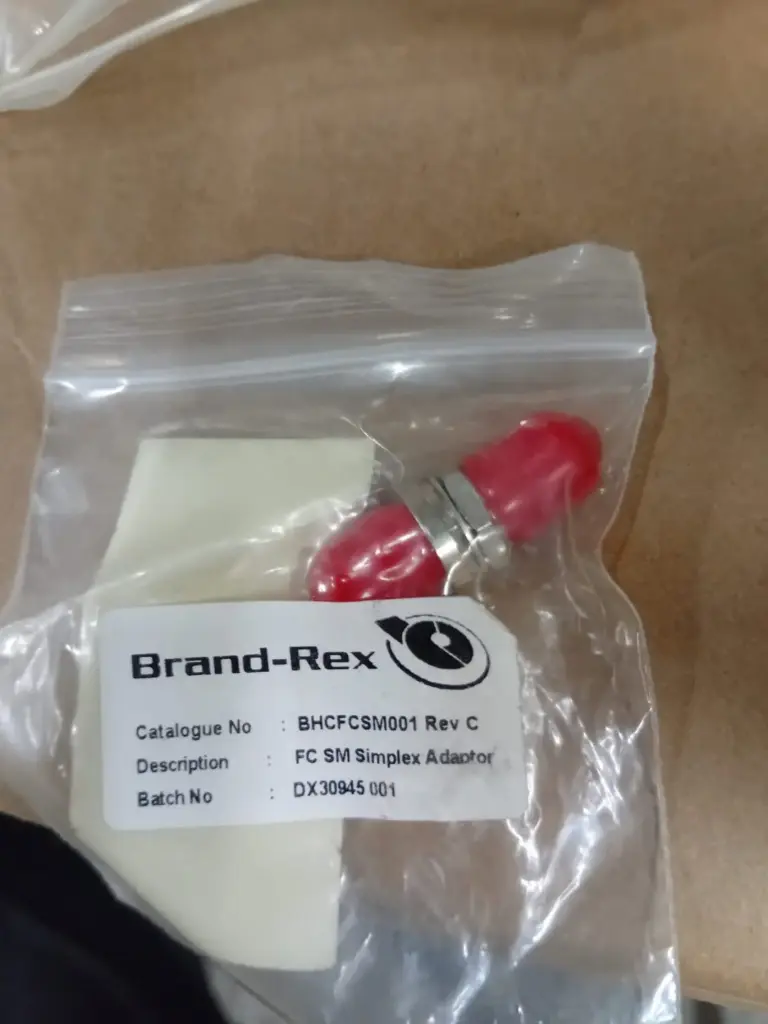 Brand-Rex
Catalogue No : BHCFCSM001 Rev C
Description : FC SM Simplex Adaptor
Batch No : DX30945 001